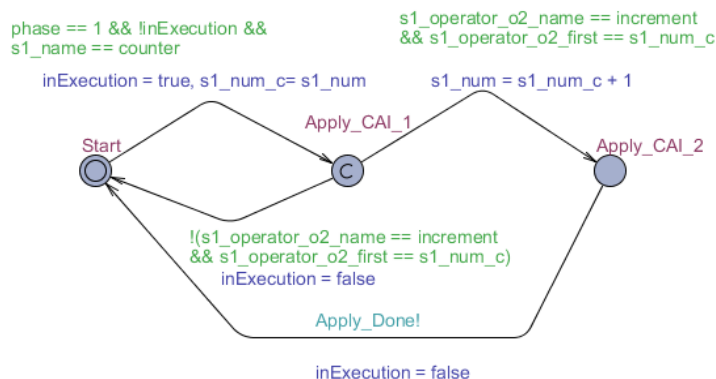 phase == 1 && !inExecution &&
s1_name == counter
s1_operator_o2_name == increment
&& s1_operator_o2_first == s1_num_c
inExecution = true, s1_num_c= s1_num
s1_num = s1_num_c + 1
Start
Apply_CAI_1
Apply_CAI_2
C
!(s1_operator_o2_name == increment
&& s1_operator_o2_first == s1_num_c)
inExecution = false
Apply_Done!
inExecution = false